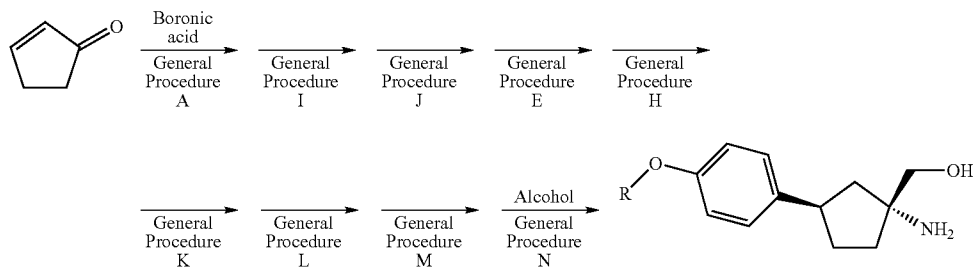 O
Boronic
acid
General
Procedure
A
General
Procedure
I
General
Procedure
J
General
Procedure
E
General
Procedure
H
General
Procedure
K
General
Procedure
L
General
Procedure
M
Alcohol
General
Procedure
N
O
R
OH
NH2